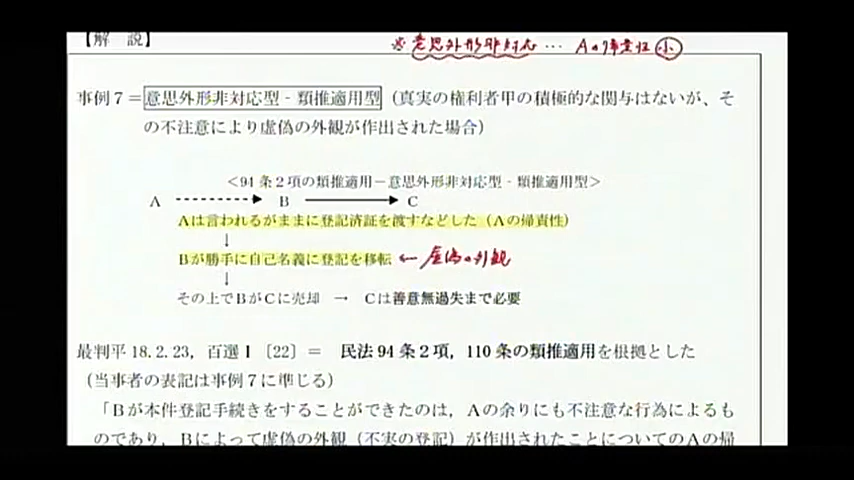 【解 説】
※意思外形非対応 … Aの帰責性 小
事例7=意思外形非対応型‐類推適用型(真実の権利者甲の積極的な関与はないが、そ
の不注意により虚偽の外観が作出された場合)
<94条2項の類推適用-意思外形非対応型‐類推適用型>
A B C
Aは言われるがままに登記済証を渡すなどした(Aの帰責性)
↓
Bが勝手に自己名義に登記を移転 ← 虚偽の外観
↓
その上でBがCに売却 → Cは善意無過失まで必要
最判平18.2.23,百選Ⅰ〔22〕= 民法94条2項,110条の類推適用を根拠とした
(当事者の表記は事例7に準じる)
「Bが本件登記手続きをすることができたのは,Aの余りにも不注意な行為によるも
のであり,Bによって虚偽の外観(不実の登記)が作出されたことについてのAの帰